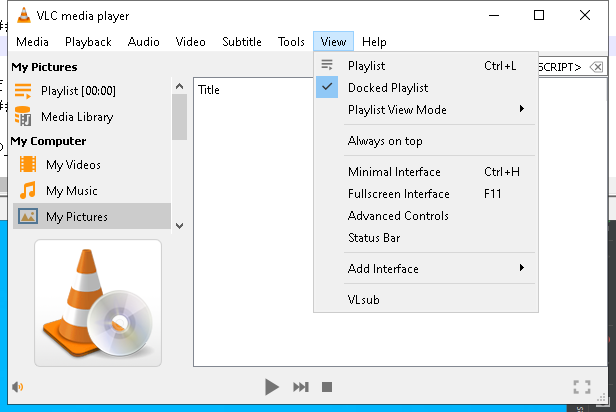 VLC media player
Media Playback Audio Video Subtitle Tools View Help
My Pictures
Playlist [00:00]
Media Library
My Computer
My Videos
My Music
My Pictures
Title
SCRIPT>
Playlist Ctrl+L
Docked Playlist
Playlist View Mode
Always on top
Minimal Interface Ctrl+H
Fullscreen Interface F11
Advanced Controls
Status Bar
Add Interface
VLsub